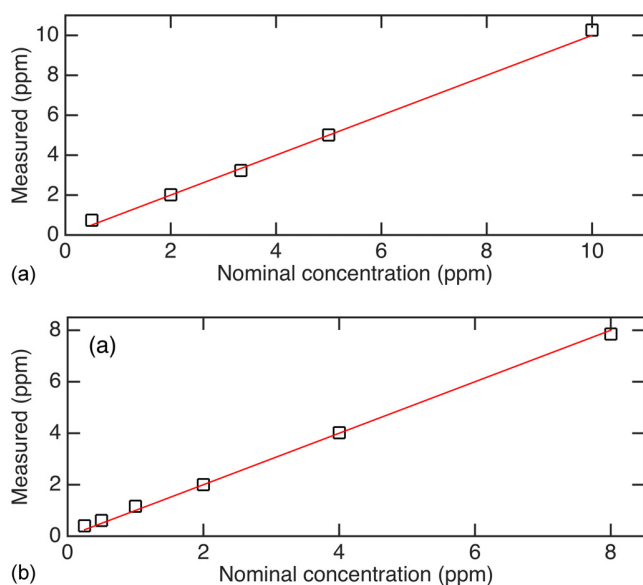 10
8
6
4
2
0
Measured (ppm)
0 2 4 6 8 10
(a) Nominal concentration (ppm)
(a)
8
6
4
2
0
Measured (ppm)
0 2 4 6 8
(b) Nominal concentration (ppm)